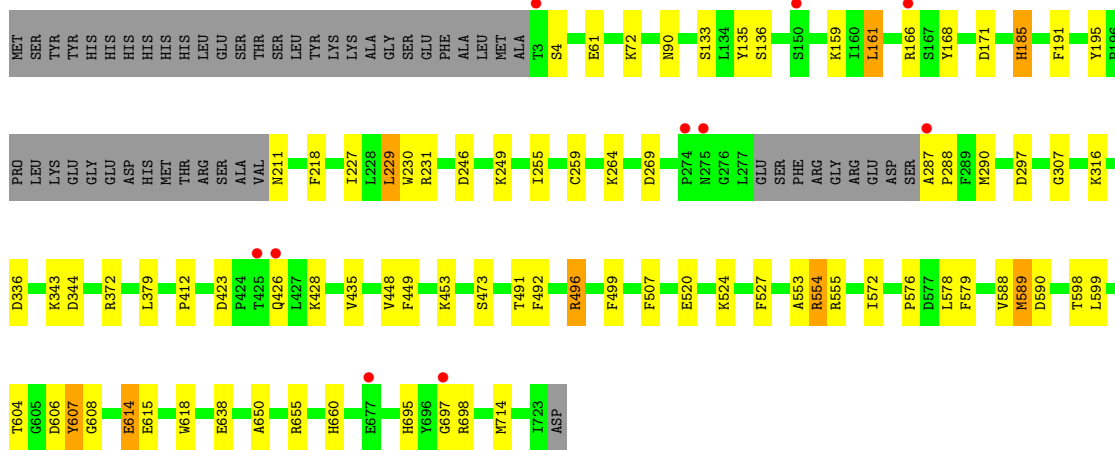 MET SER TYR TYR HIS HIS HIS HIS HIS HIS LEU GLU SER THR SER LEU TYR LYS LYS ALA GLY SER GLU PHE ALA LEU MET ALA T3 S4 E61 K72 N90 S133 L134 Y135 S136 S150 K159 I160 L161 R166 S167 Y168 D171 H185 F191 Y195 R196
PRO LEU LYS GLU GLY GLU ASP HIS MET THR ARG SER ALA VAL N211 F218 I227 L228 L229 W230 R231 D246 K249 I255 C259 K264 D269 P274 N275 G276 L277 GLU SER PHE ARG GLY ARG GLU ASP SER A287 P288 F289 M290 D297 G307 K316
D336 K343 D344 R372 L379 P412 D423 P424 T425 Q426 L427 K428 V435 V448 F449 K453 S473 T491 F492 R496 F499 F507 E520 K524 F527 A553 R554 R555 I572 P576 D577 L578 F579 V588 M589 D590 T598 L599
T604 G605 D606 Y607 G608 E614 E615 W618 E638 A650 R655 H660 E677 H695 Y696 G697 R698 M714 I723 ASP